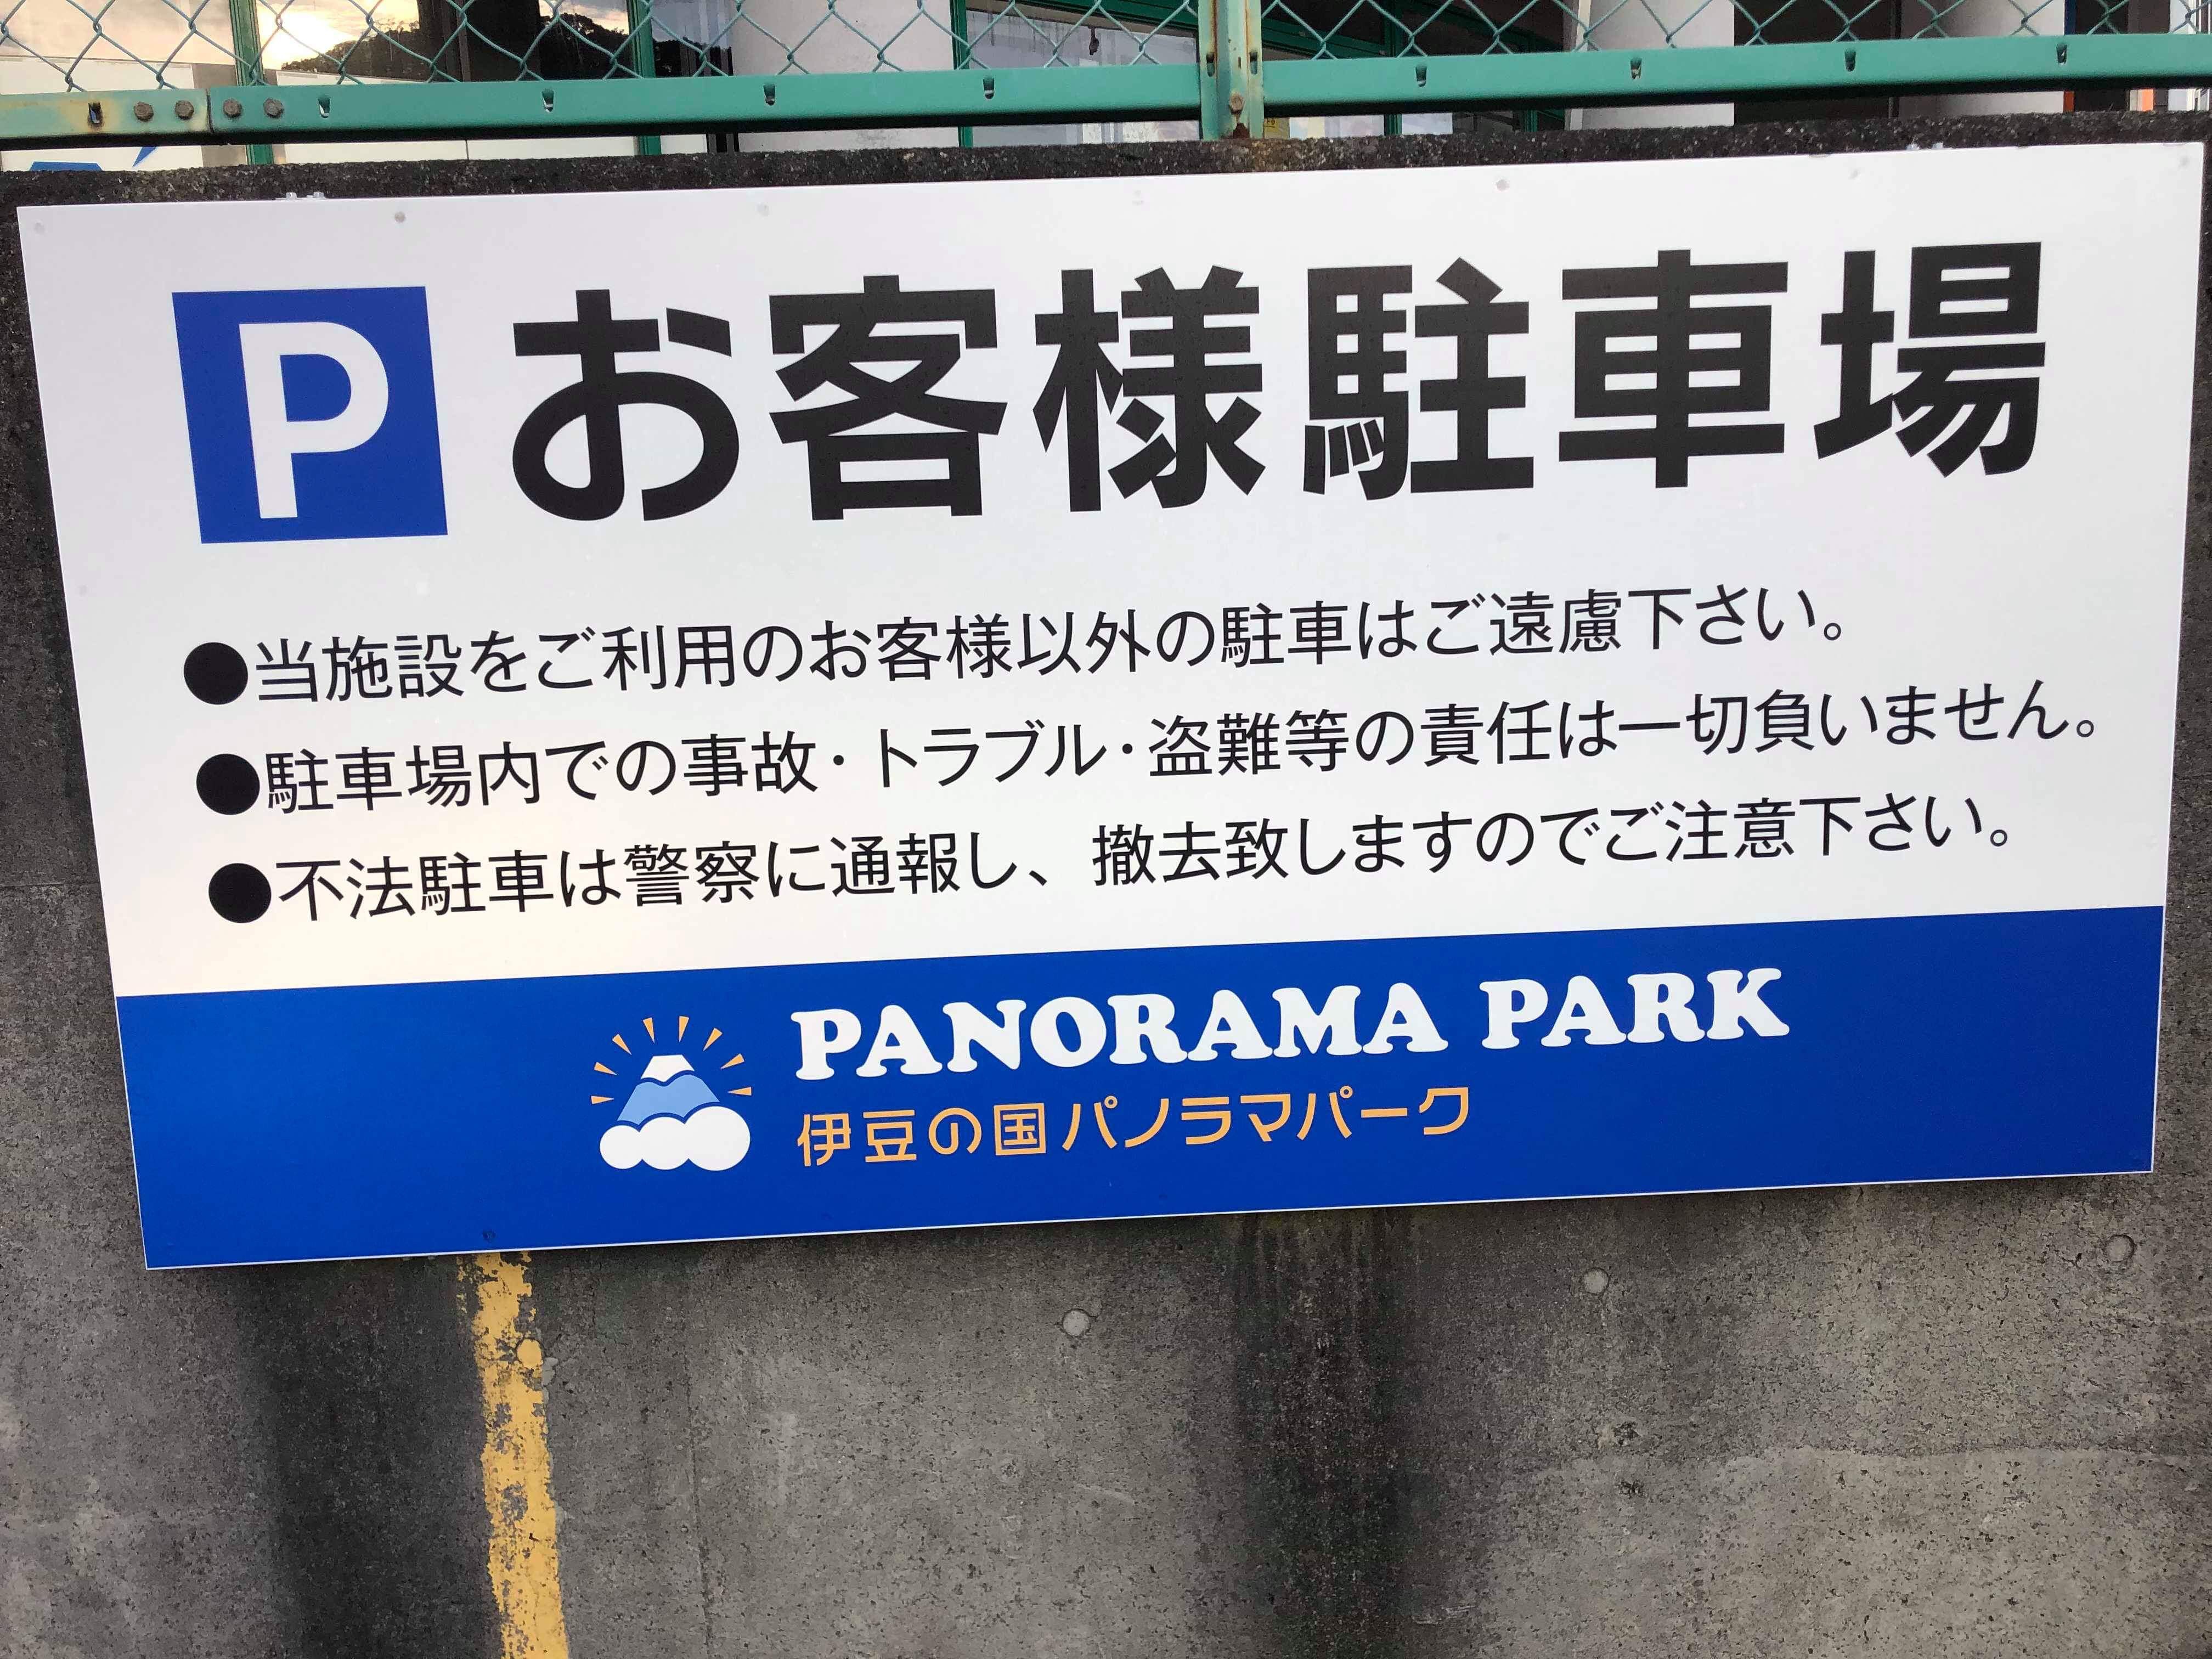 P お客様駐車場
●当施設をご利用のお客様以外の駐車はご遠慮下さい。
●駐車場内での事故・トラブル・盗難等の責任は一切負いません。
●不法駐車は警察に通報し、撤去致しますのでご注意下さい。
PANORAMA PARK
伊豆の国パノラマパーク